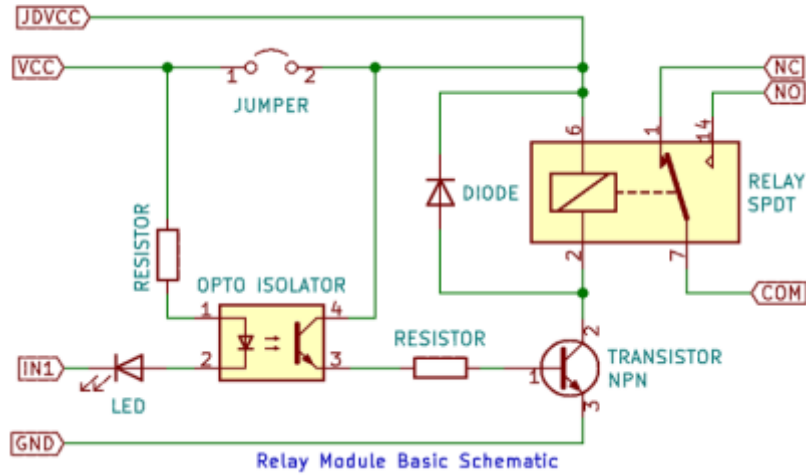 JDVCC
VCC
1
2
JUMPER
NC
NO
6
1
14
DIODE
RELAY
SPDT
RESISTOR
OPTO ISOLATOR
2
7
COM
1
4
RESISTOR
2
TRANSISTOR
NPN
IN1
2
3
1
LED
3
GND
Relay Module Basic Schematic